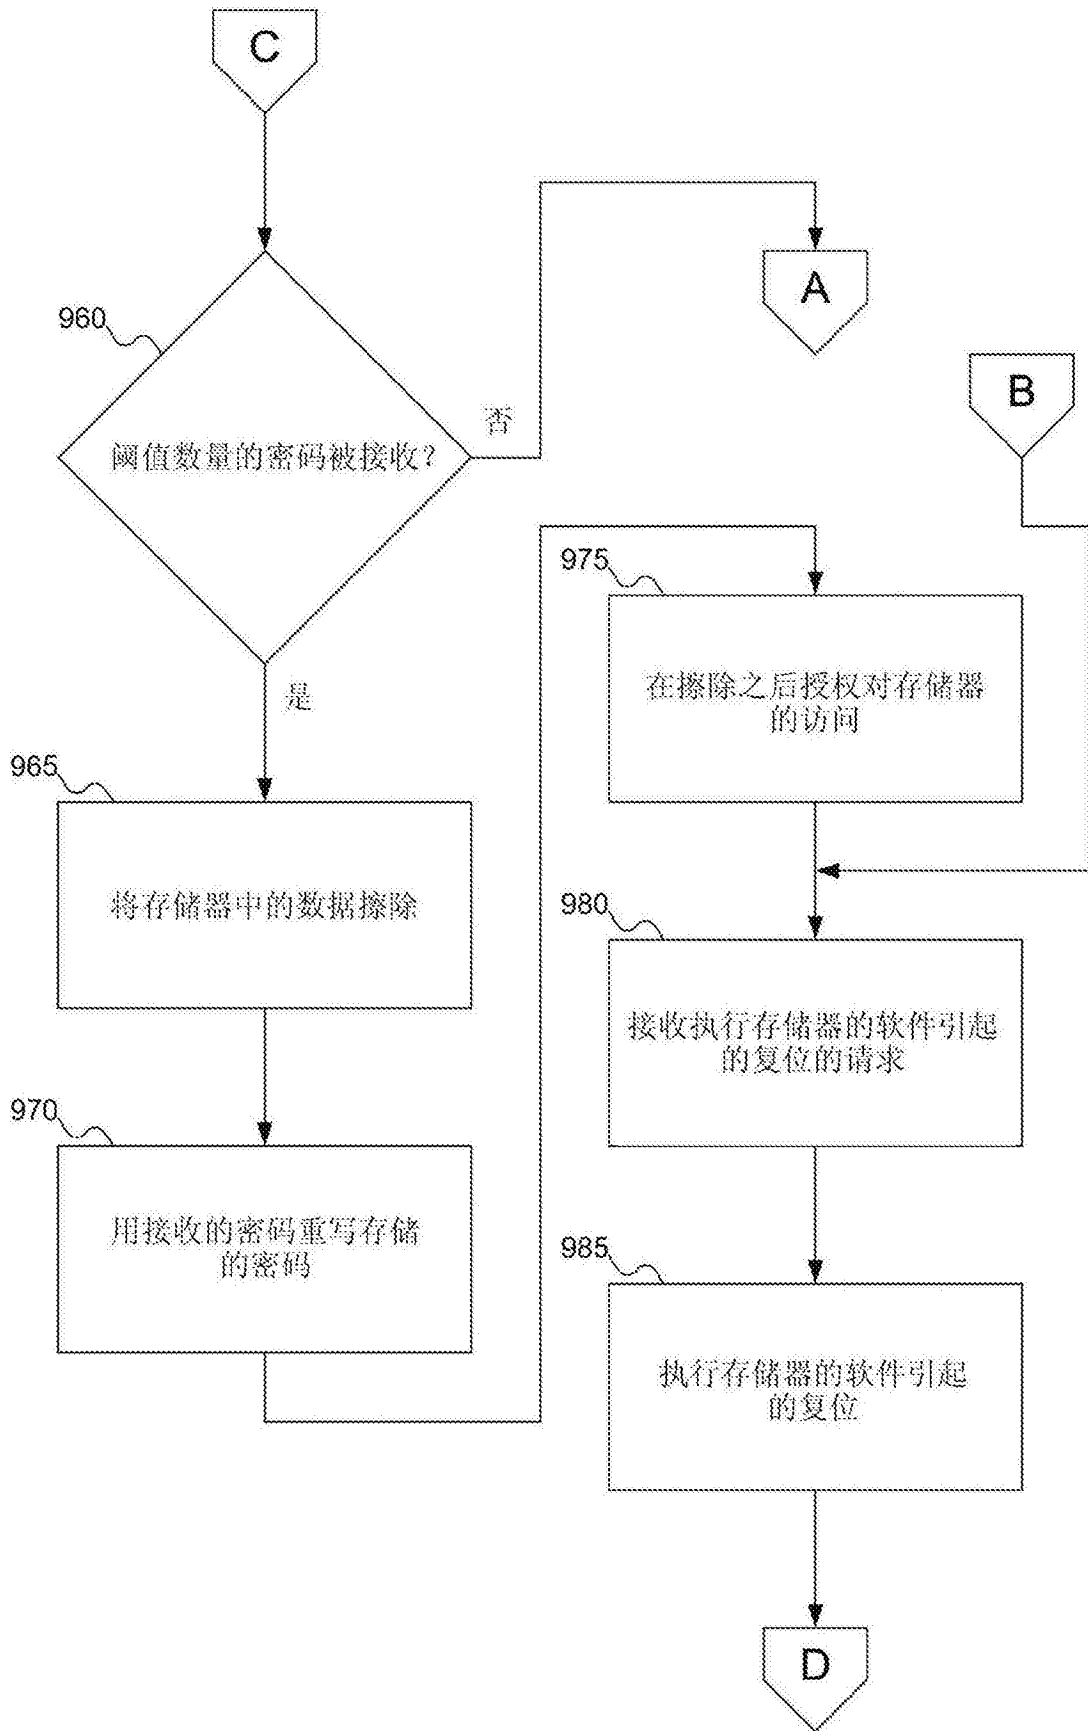 C
960
阈值数量的密码被接收？
否
A
B
是
965
将存储器中的数据擦除
970
用接收的密码重写存储
的密码
975
在擦除之后授权对存储器
的访问
980
接收执行存储器的软件引起
的复位的请求
985
执行存储器的软件引起
的复位
D